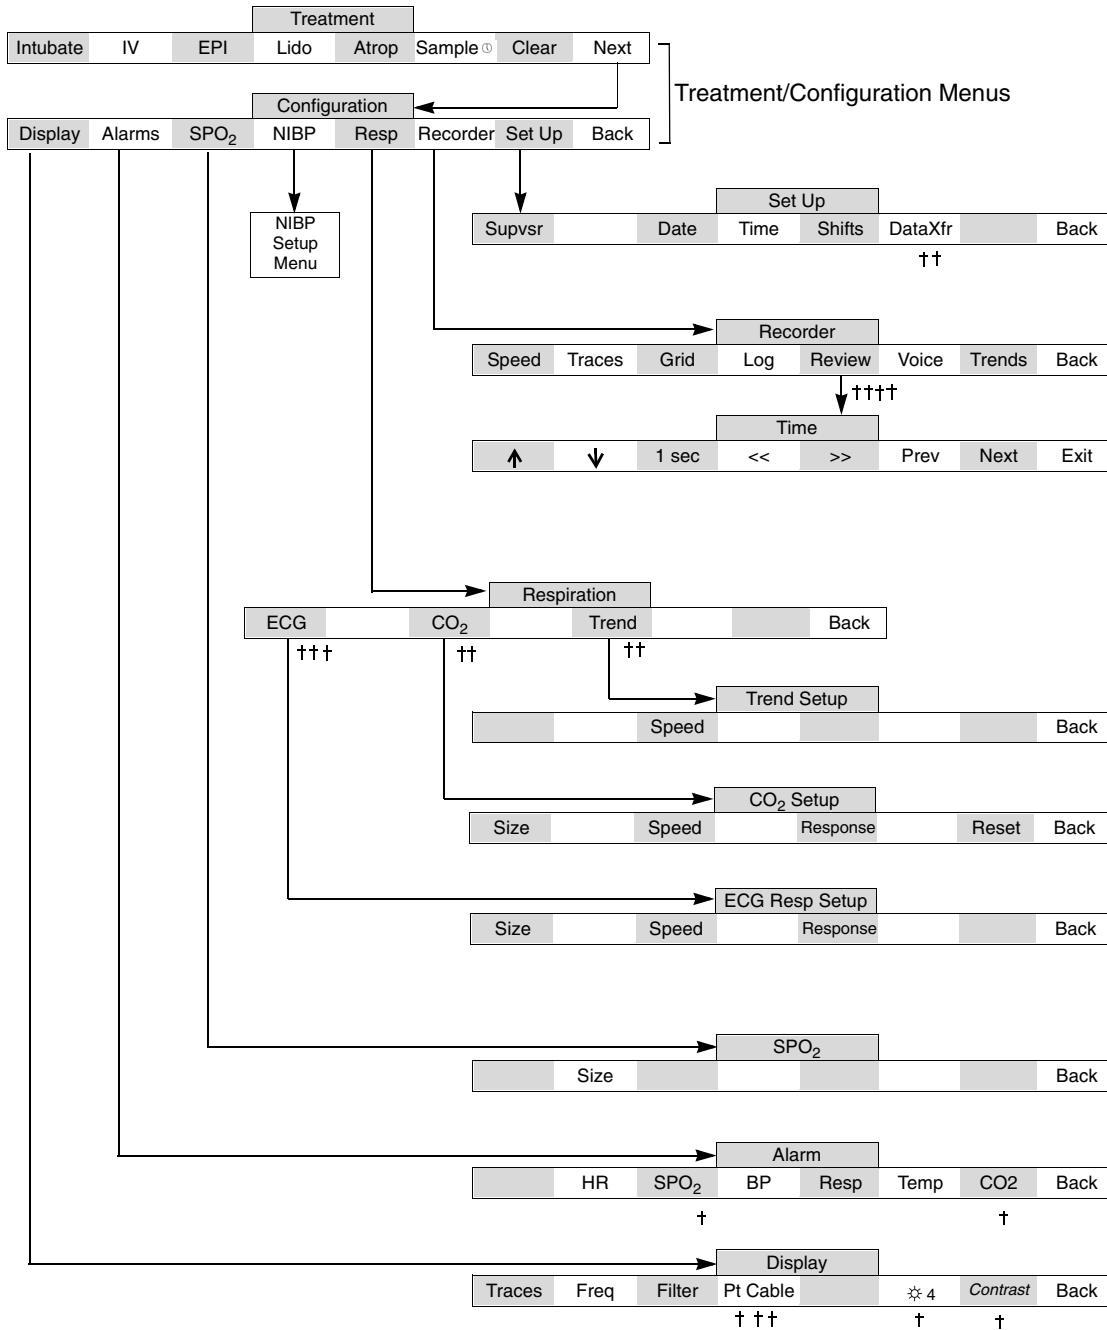 Treatment
Intubate IV EPI Lido Atrop Sample Clear Next
Treatment/Configuration Menus
Configuration
Display Alarms SPO2 NIBP Resp Recorder Set Up Back
NIBP
Setup
Menu
Set Up
Supvsr Date Time Shifts DataXfr Back
††
Recorder
Speed Traces Grid Log Review Voice Trends Back
††††
Time
↑ ↓ 1 sec << >> Prev Next Exit
Respiration
ECG CO2 Trend Back
††† †† ††
Trend Setup
Speed Back
CO2 Setup
Size Speed Response Reset Back
ECG Resp Setup
Size Speed Response Back
SPO2
Size Back
Alarm
HR SPO2 BP Resp Temp CO2 Back
† †
Display
Traces Freq Filter Pt Cable ☼ 4 Contrast Back
† †† † †